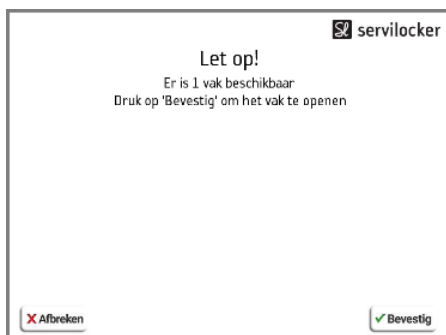 servilocker
Let op!
Er is 1 vak beschikbaar
Druk op 'Bevestig' om het vak te openen
Afbreken
Bevestig